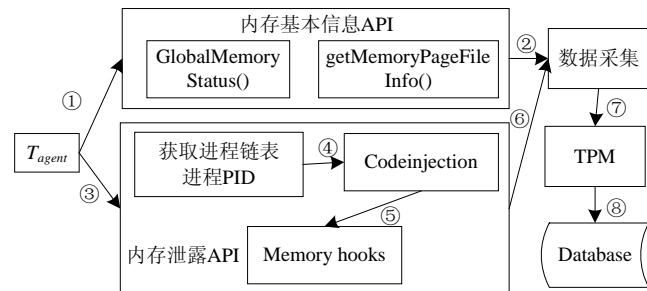 内存基本信息API
GlobalMemory
Status()
getMemoryPageFile
Info()
②
数据采集
①
⑥
⑦
T_agent
③
获取进程链表
进程PID
④
Codeinjection
TPM
⑤
⑧
内存泄露API
Memory hooks
Database